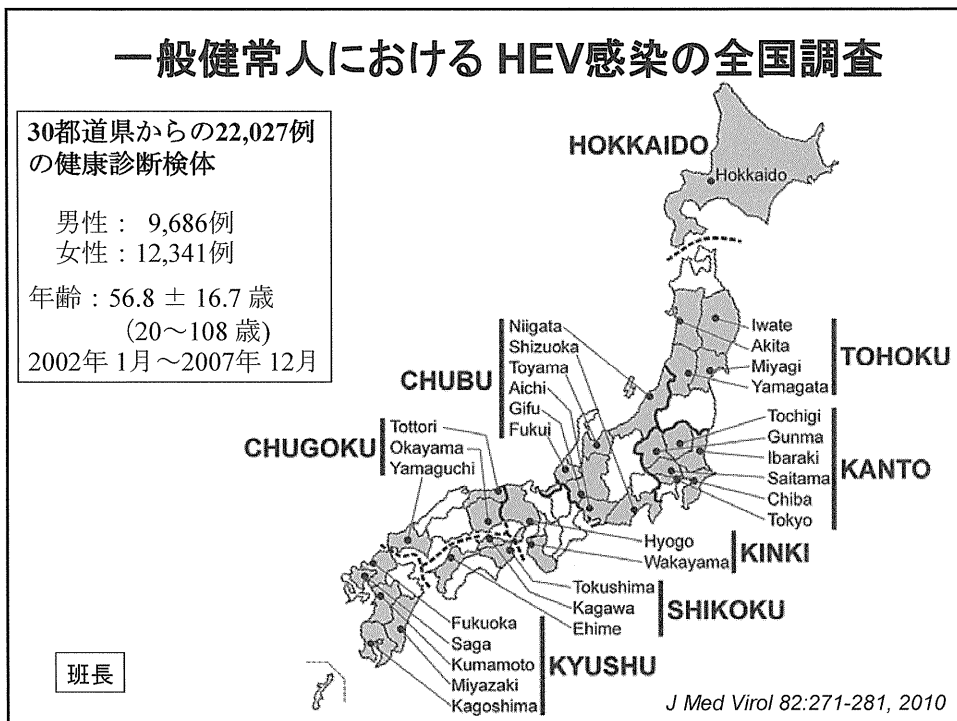 一般健常人における HEV感染の全国調査
30都道県からの22,027例
の健康診断検体
男性： 9,686例
女性：12,341例
年齢：56.8 ± 16.7 歳
（20～108 歳）
2002年 1月～2007年 12月
HOKKAIDO
Hokkaido
Iwate
Akita
Miyagi
Yamagata
TOHOKU
Niigata
Shizuoka
Toyama
Aichi
Gifu
Fukui
CHUBU
Tochigi
Gunma
Ibaraki
Saitama
Chiba
Tokyo
KANTO
CHUGOKU
Tottori
Okayama
Yamaguchi
Hyogo
Wakayama
KINKI
Tokushima
Kagawa
Ehime
SHIKOKU
Fukuoka
Saga
Kumamoto
Miyazaki
Kagoshima
KYUSHU
班長
J Med Virol 82:271-281, 2010